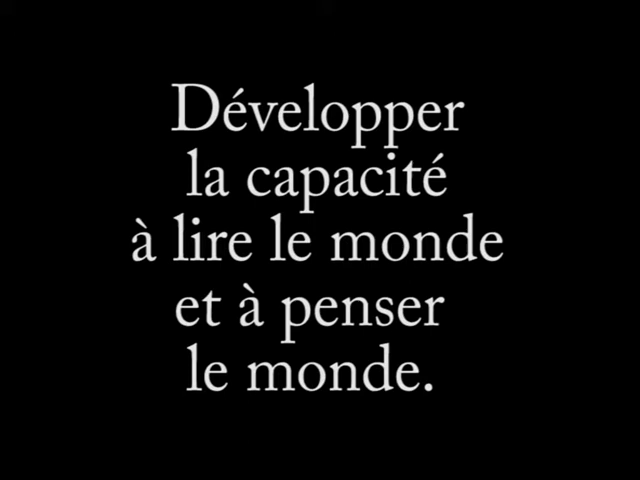 Développer
la capacité
à lire le monde
et à penser
le monde.